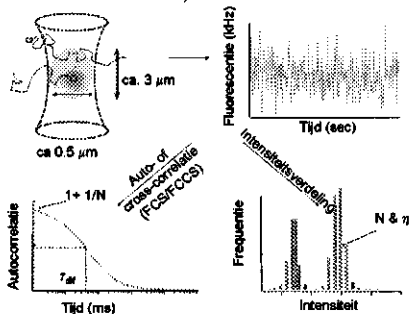 ca. 3 µm
ca 0.5 µm
Fluorescentie (kHz)
Tijd (sec)
Auto- of
cross-correlatie
(FCS/FCCS)
Intensiteitsverdeling
Autocorrelatie
1+ 1/N
τdif
Tijd (ms)
Frequentie
N & η
Intensiteit